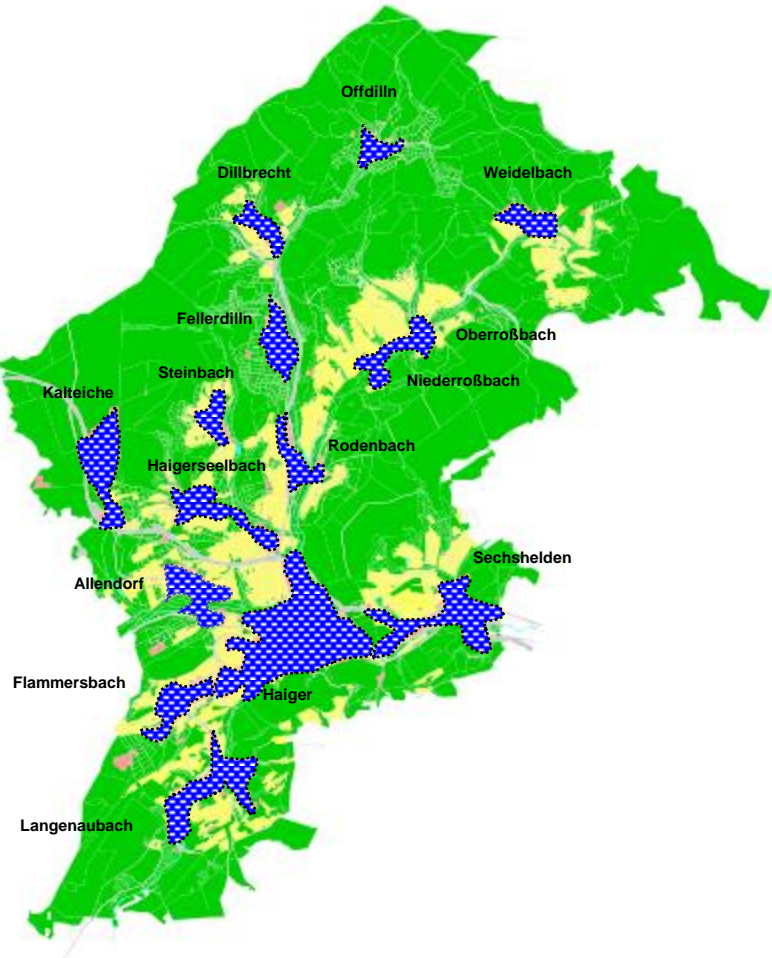 Offdilln
Dillbrecht
Weidelbach
Fellerdilln
Oberroßbach
Steinbach
Niederroßbach
Kalteiche
Rodenbach
Haigerseelbach
Sechshelden
Allendorf
Flammersbach
Haiger
Langenaubach